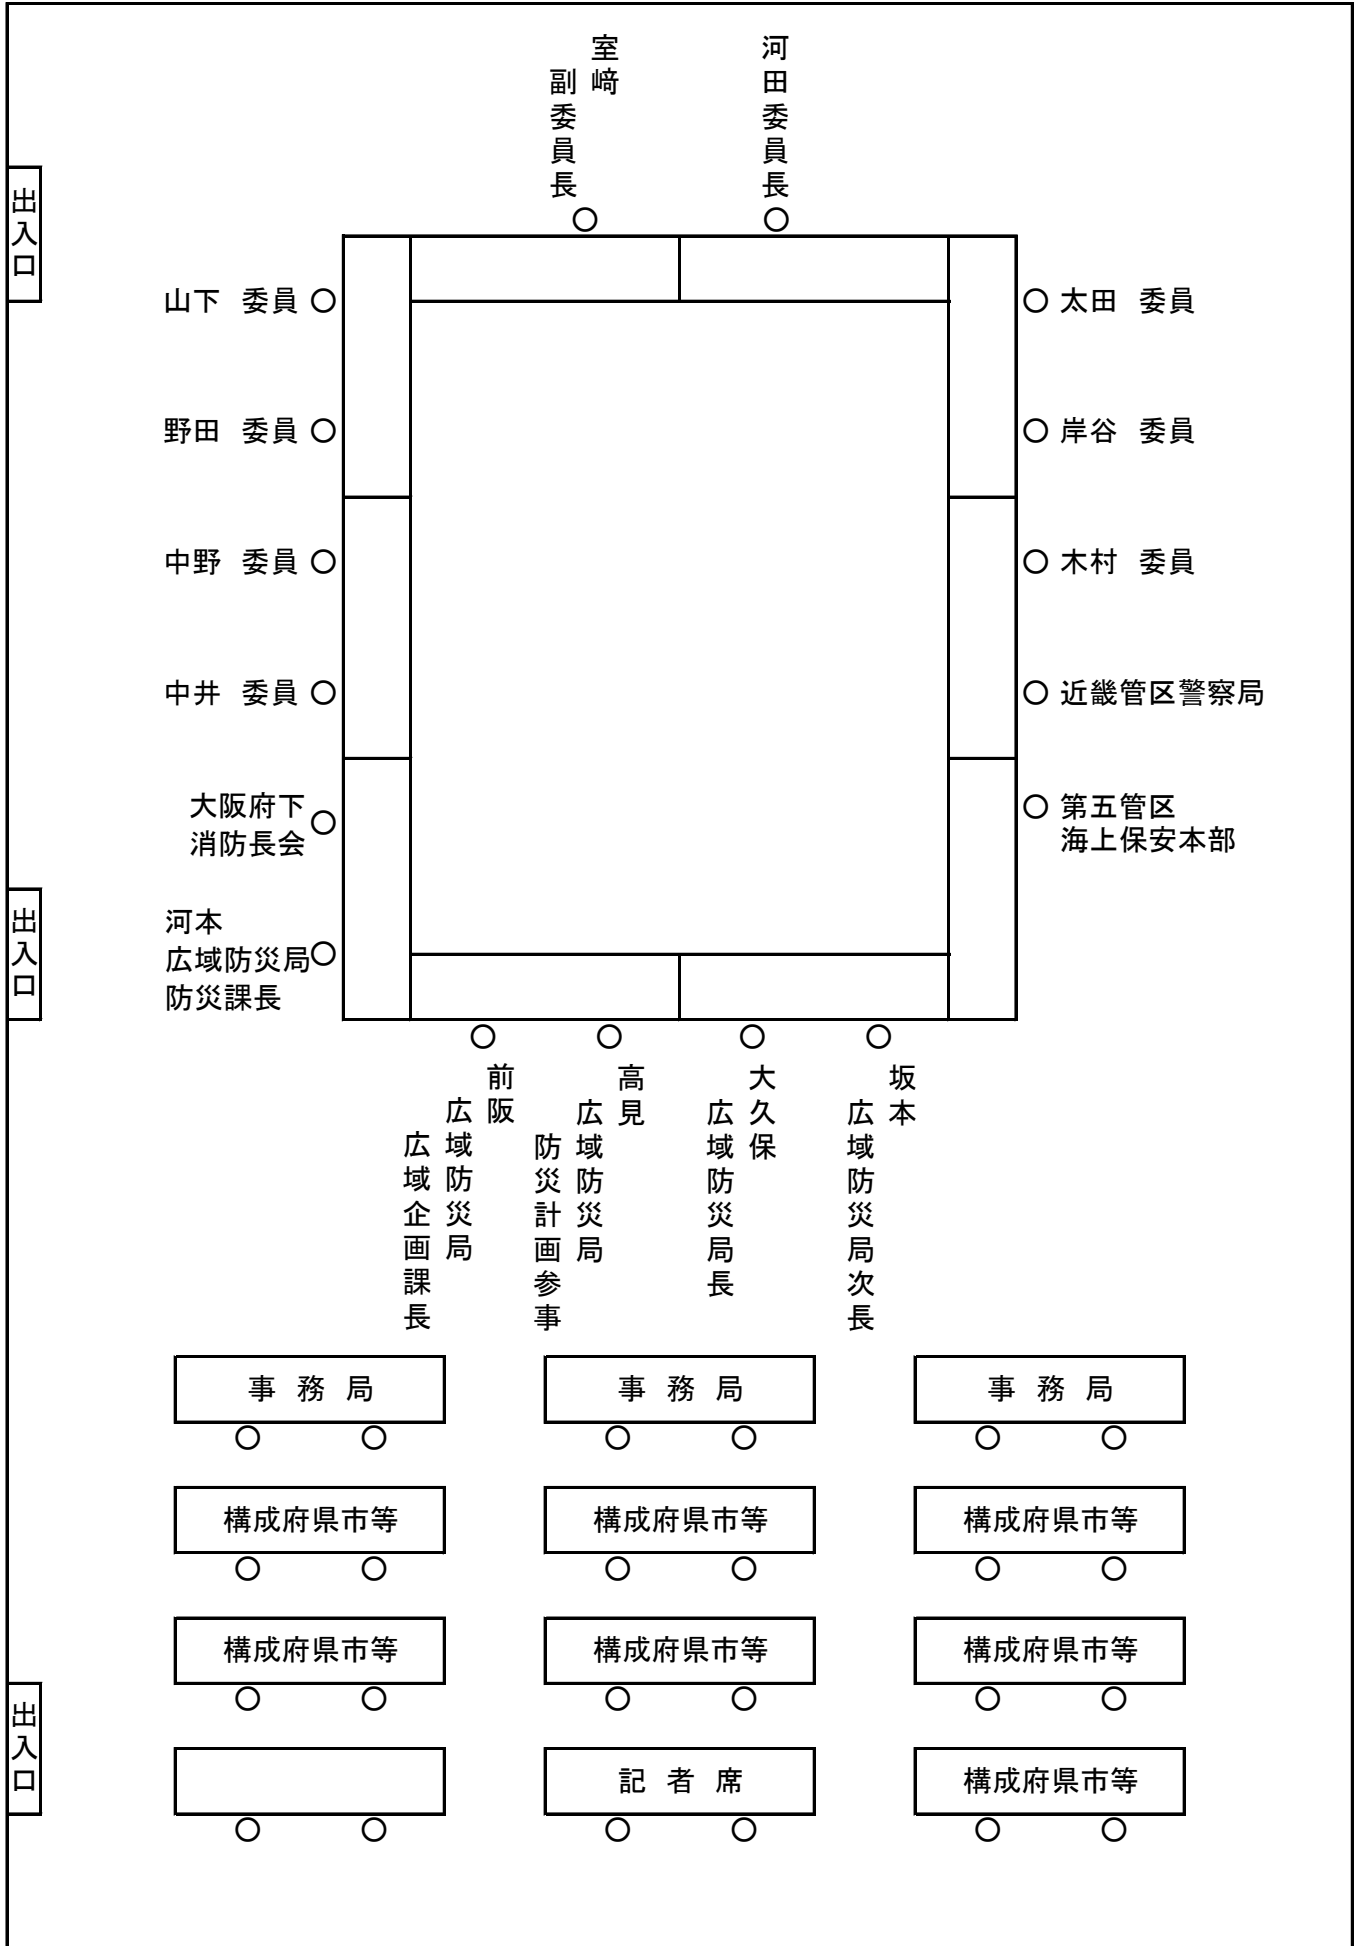 室﨑
副委員長
河田委員長
出入口
山下 委員
太田 委員
野田 委員
岸谷 委員
中野 委員
木村 委員
中井 委員
近畿管区警察局
大阪府下
消防長会
第五管区
海上保安本部
出入口
河本
広域防災局
防災課長
前阪
広域防災局
広域企画課長
高見
広域防災局
防災計画参事
大久保
広域防災局長
坂本
広域防災局次長
事 務 局
事 務 局
事 務 局
構成府県市等
構成府県市等
構成府県市等
構成府県市等
構成府県市等
構成府県市等
出入口
記 者 席
構成府県市等